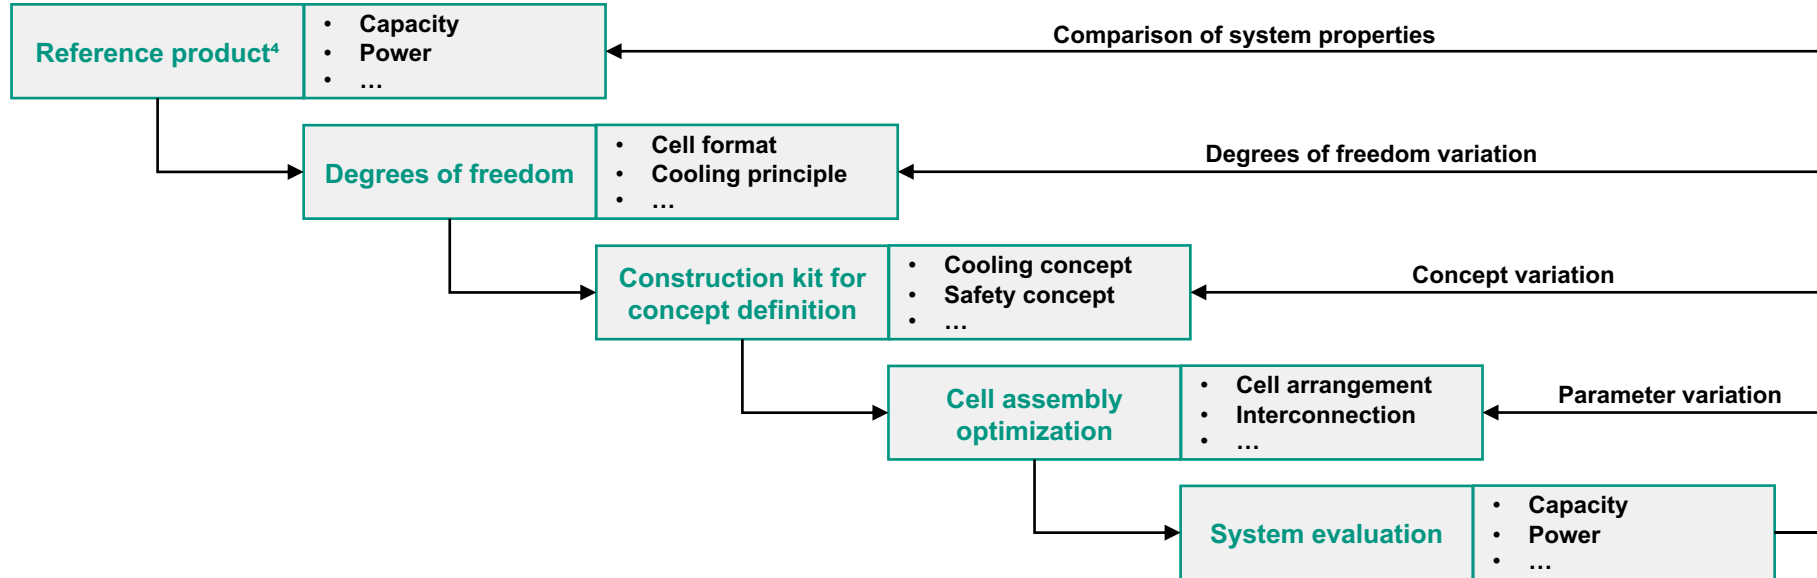 Reference product⁴
• Capacity
• Power
• …
Comparison of system properties
Degrees of freedom
• Cell format
• Cooling principle
• …
Degrees of freedom variation
Construction kit for
concept definition
• Cooling concept
• Safety concept
• …
Concept variation
Cell assembly
optimization
• Cell arrangement
• Interconnection
• …
Parameter variation
System evaluation
• Capacity
• Power
• …